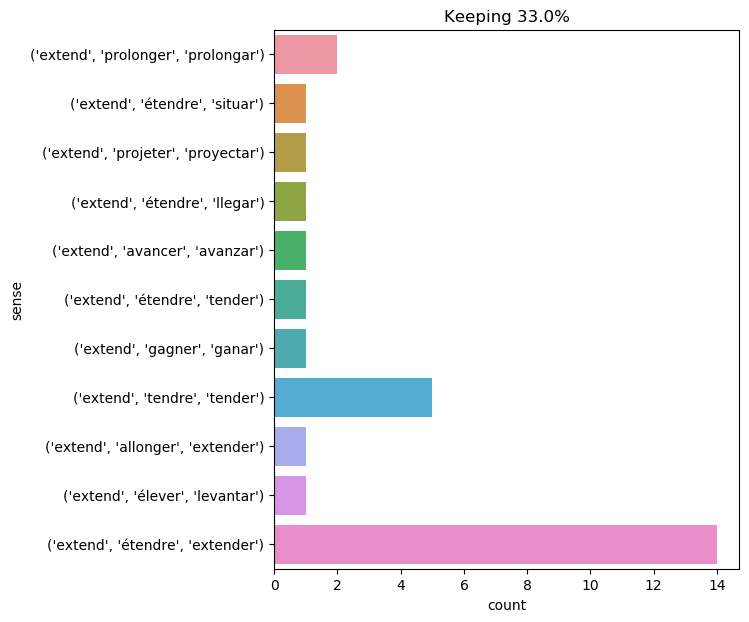 Keeping 33.0%
('extend', 'prolonger', 'prolongar')
('extend', 'étendre', 'situar')
('extend', 'projeter', 'proyectar')
('extend', 'étendre', 'llegar')
('extend', 'avancer', 'avanzar')
('extend', 'étendre', 'tender')
('extend', 'gagner', 'ganar')
('extend', 'tendre', 'tender')
('extend', 'allonger', 'extender')
('extend', 'élever', 'levantar')
('extend', 'étendre', 'extender')
sense
0 2 4 6 8 10 12 14
count